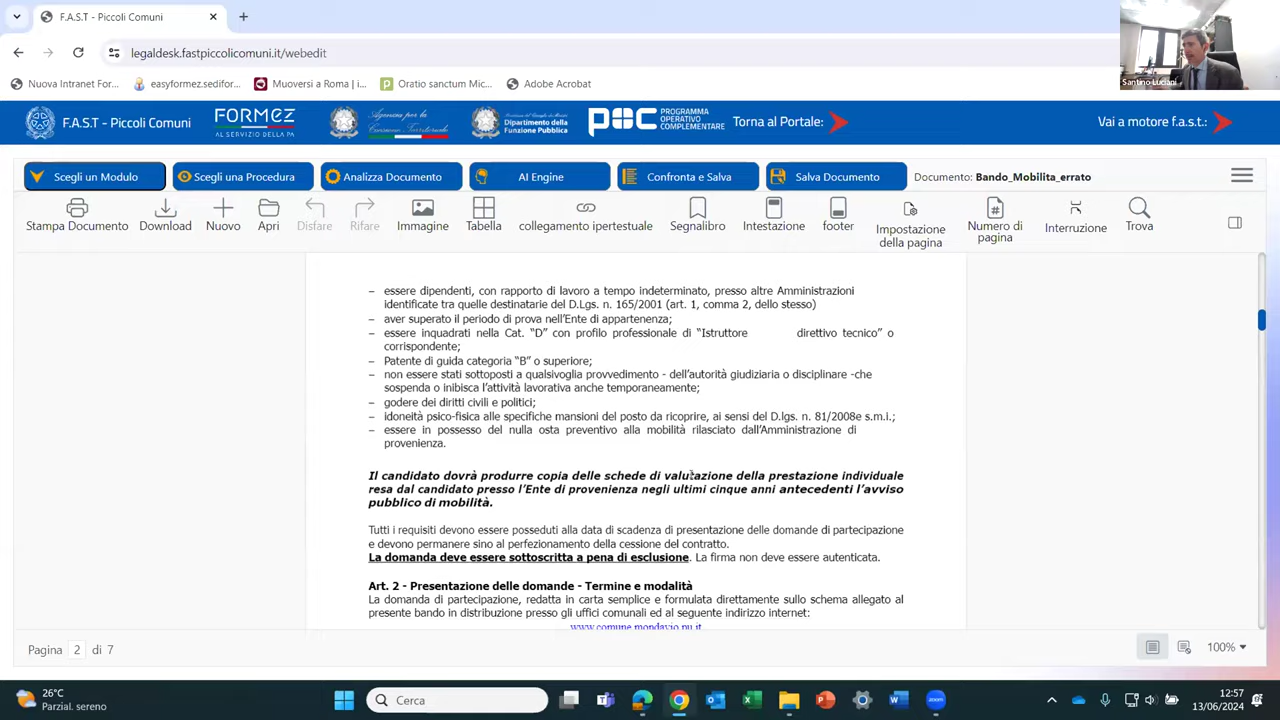 F.A.S.T - Piccoli Comuni
legaldesk.fastpiccolicomuni.it/webedit
Nuova Intranet For...
easyformez.sedifor...
Muoversi a Roma | i...
Oratio sanctum Mic...
Adobe Acrobat
Santino Luciani
F.A.S.T - Piccoli Comuni
FORMEZ
AL SERVIZIO DELLA PA
Agenzia per la
Coesione Territoriale
Dipartimento della
Funzione Pubblica
POC
PROGRAMMA
OPERATIVO
COMPLEMENTARE
Torna al Portale:
Vai a motore f.a.s.t.:
Scegli un Modulo
Scegli una Procedura
Analizza Documento
AI Engine
Confronta e Salva
Salva Documento
Documento: Bando_Mobilita_errato
Stampa Documento
Download
Nuovo
Apri
Disfare
Rifare
Immagine
Tabella
collegamento ipertestuale
Segnalibro
Intestazione
footer
Impostazione
della pagina
Numero di
pagina
Interruzione
Trova
– essere dipendenti, con rapporto di lavoro a tempo indeterminato, presso altre Amministrazioni
identificate tra quelle destinatarie del D.Lgs. n. 165/2001 (art. 1, comma 2, dello stesso)
– aver superato il periodo di prova nell'Ente di appartenenza;
– essere inquadrati nella Cat. "D" con profilo professionale di "Istruttore direttivo tecnico" o
corrispondente;
– Patente di guida categoria "B" o superiore;
– non essere stati sottoposti a qualsivoglia provvedimento - dell'autorità giudiziaria o disciplinare -che
sospenda o inibisca l'attività lavorativa anche temporaneamente;
– godere dei diritti civili e politici;
– idoneità psico-fisica alle specifiche mansioni del posto da ricoprire, ai sensi del D.lgs. n. 81/2008e s.m.i.;
– essere in possesso del nulla osta preventivo alla mobilità rilasciato dall'Amministrazione di
provenienza.
Il candidato dovrà produrre copia delle schede di valutazione della prestazione individuale
resa dal candidato presso l'Ente di provenienza negli ultimi cinque anni antecedenti l'avviso
pubblico di mobilità.
Tutti i requisiti devono essere posseduti alla data di scadenza di presentazione delle domande di partecipazione
e devono permanere sino al perfezionamento della cessione del contratto.
La domanda deve essere sottoscritta a pena di esclusione. La firma non deve essere autenticata.
Art. 2 - Presentazione delle domande - Termine e modalità
La domanda di partecipazione, redatta in carta semplice e formulata direttamente sullo schema allegato al
presente bando in distribuzione presso gli uffici comunali ed al seguente indirizzo internet:
www.comune.mondavio.pu.it
Pagina 2 di 7
100%
26°C
Parzial. sereno
Cerca
12:57
13/06/2024